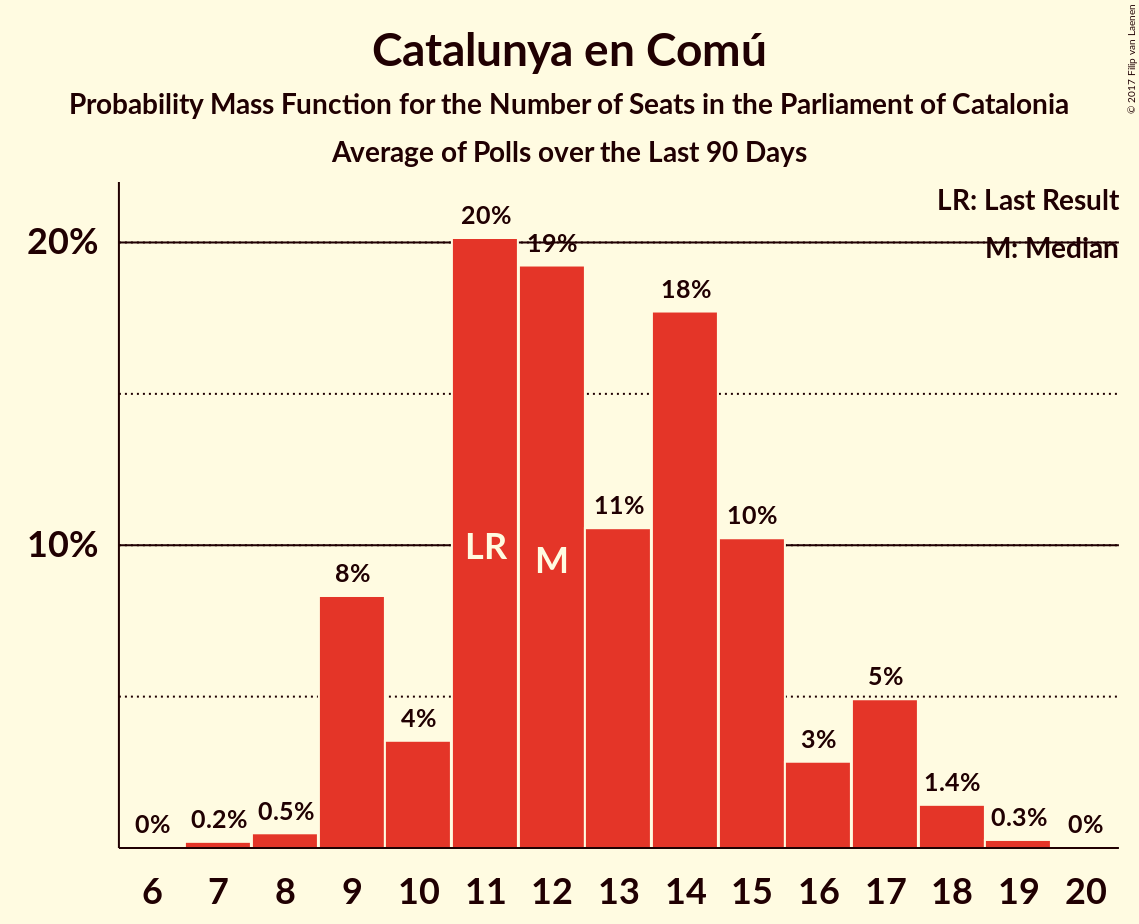 Catalunya en Comú
Probability Mass Function for the Number of Seats in the Parliament of Catalonia
Average of Polls over the Last 90 Days
© 2017 Filip van Laenen
LR: Last Result
M: Median
20%
10%
0%
0.2%
0.5%
8%
4%
20%
19%
11%
18%
10%
3%
5%
1.4%
0.3%
0%
LR
M
6 7 8 9 10 11 12 13 14 15 16 17 18 19 20